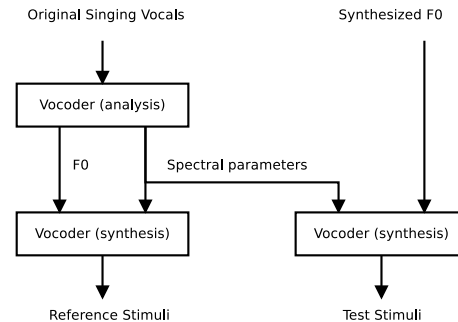 Original Singing Vocals
Synthesized F0
Vocoder (analysis)
F0
Spectral parameters
Vocoder (synthesis)
Vocoder (synthesis)
Reference Stimuli
Test Stimuli